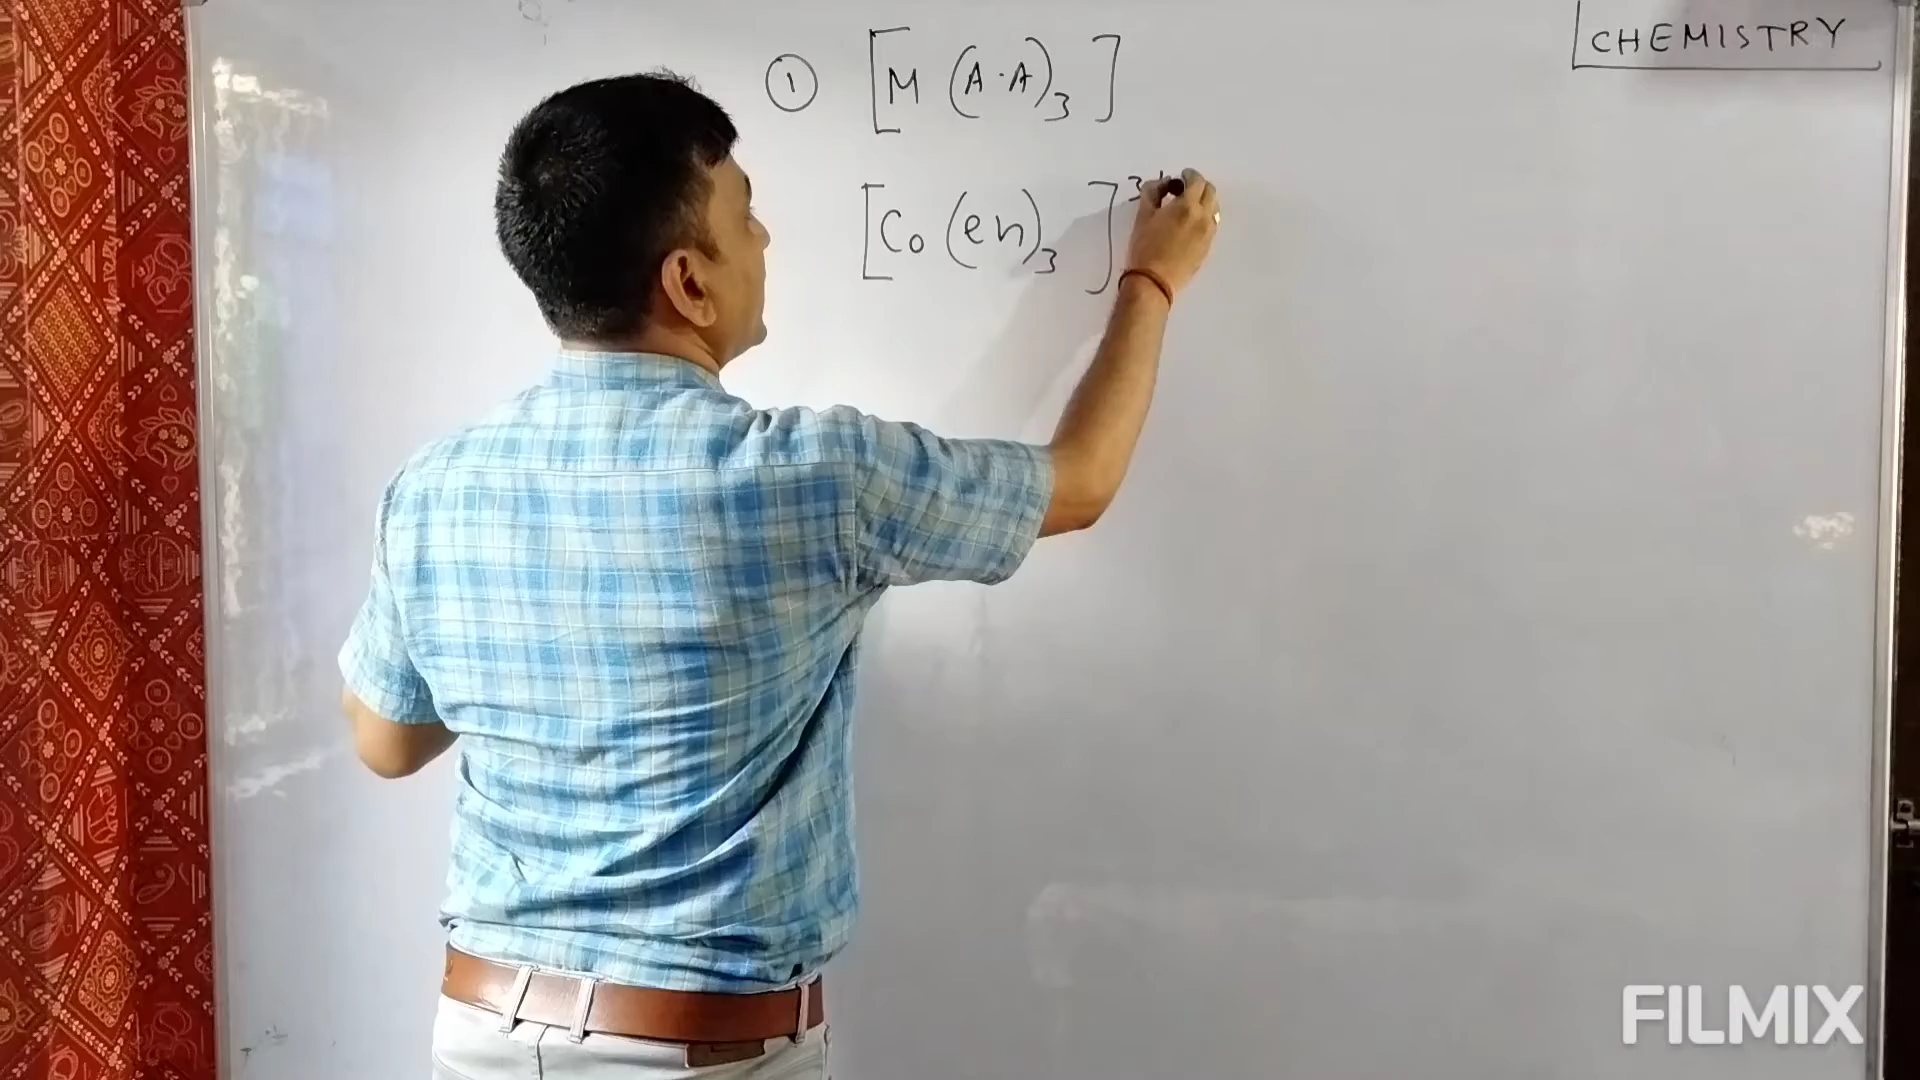 CHEMISTRY
① [M (A·A)₃]
[Co (en)₃]³⁺
FILMIX